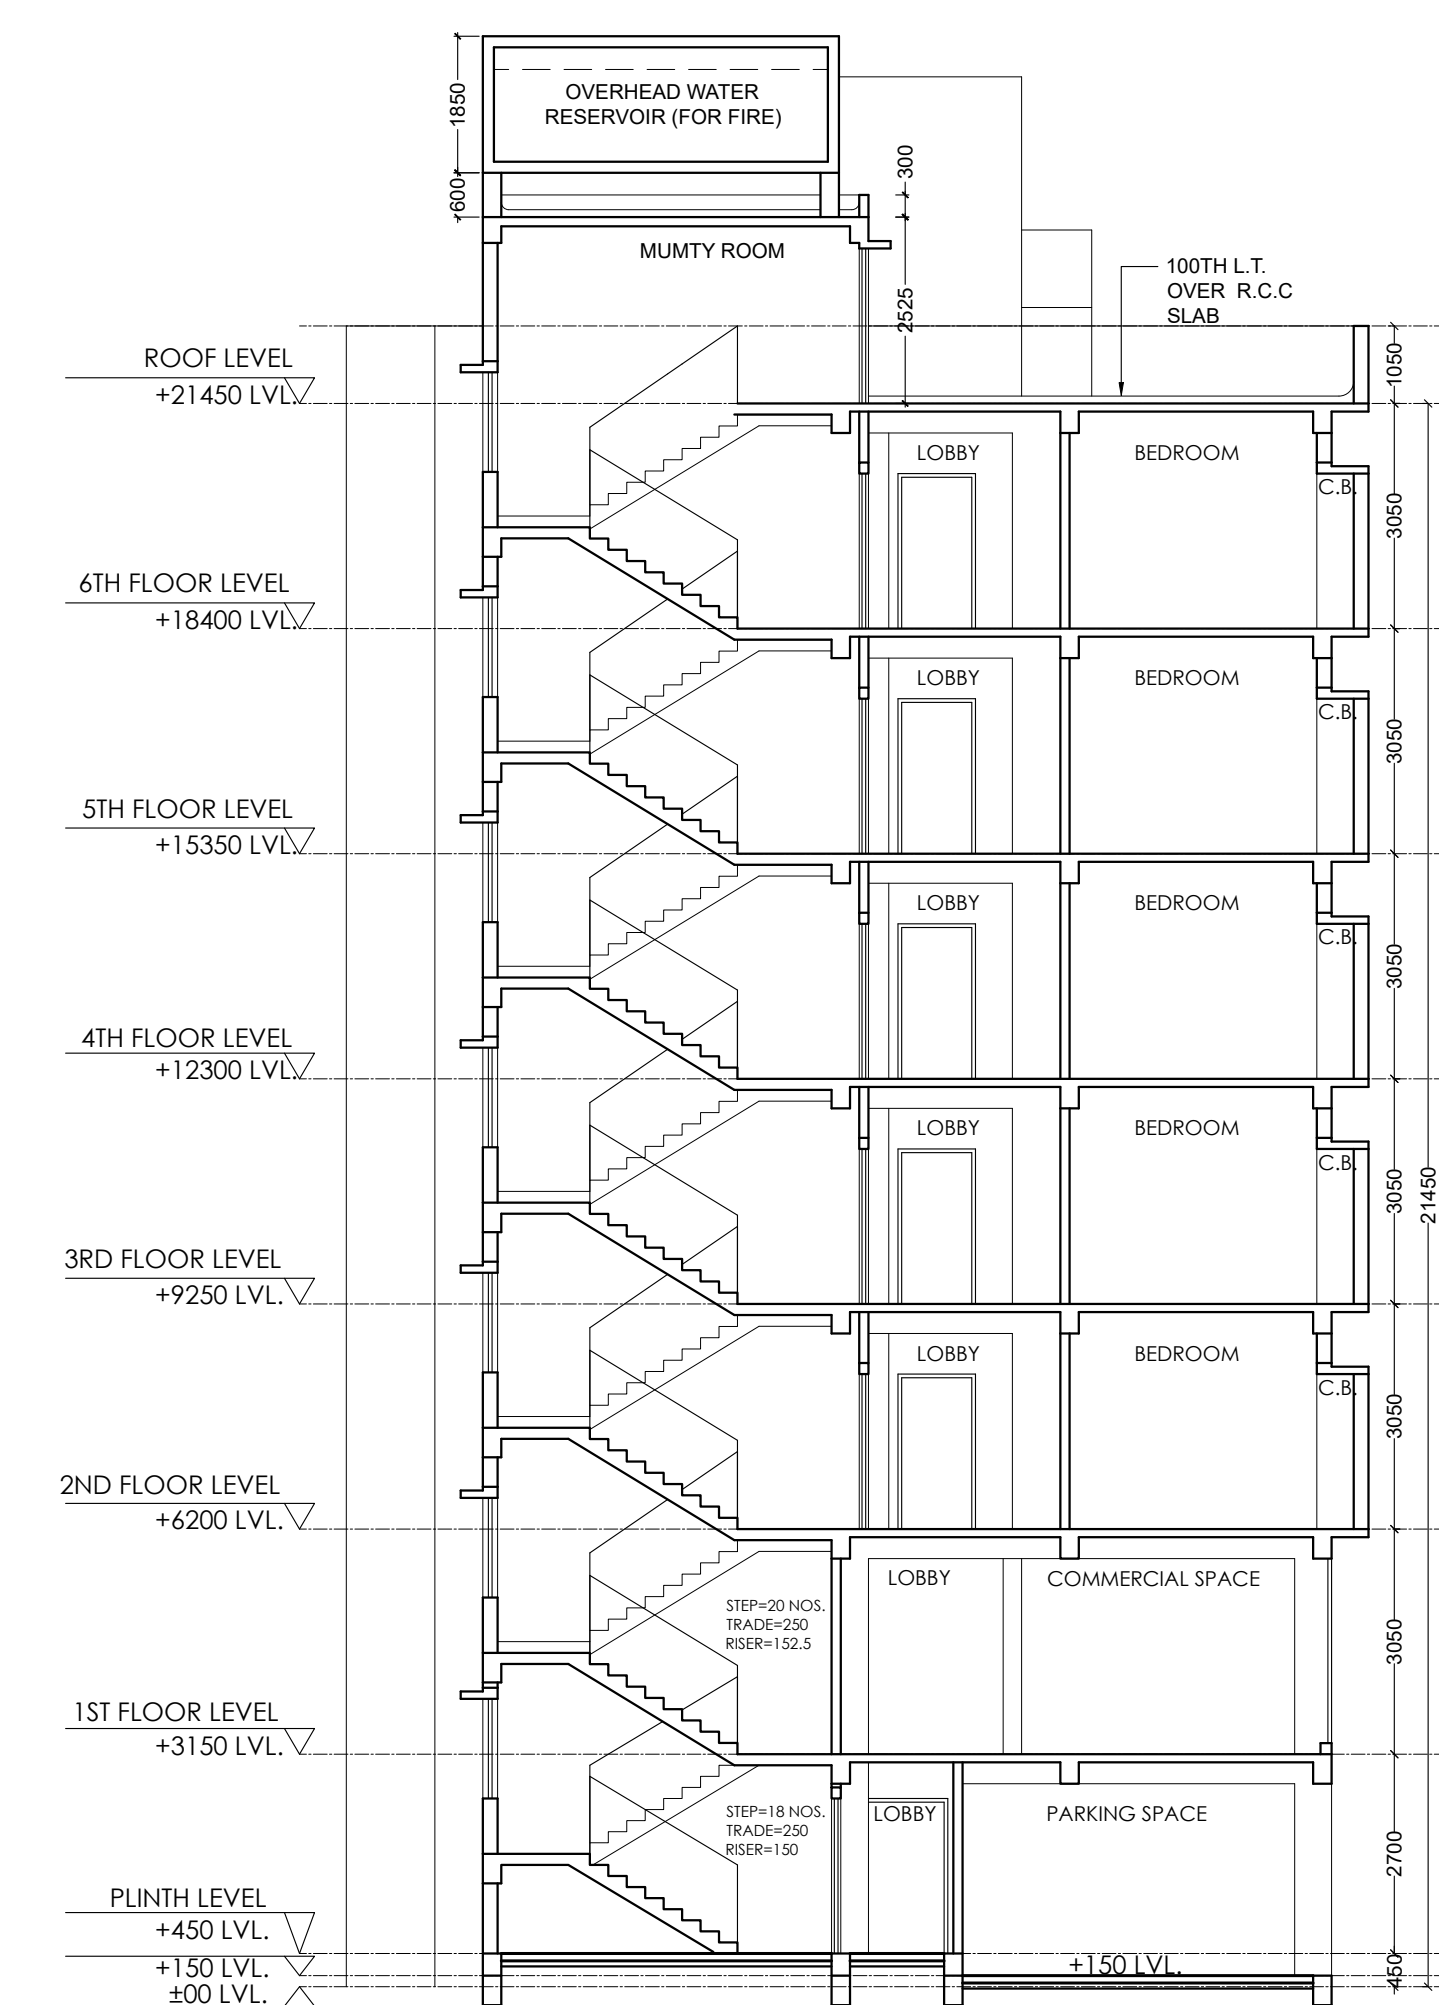 1850
OVERHEAD WATER
RESERVOIR (FOR FIRE)
600
300
MUMTY ROOM
2525
100TH L.T.
OVER R.C.C
SLAB
1050
ROOF LEVEL
+21450 LVL.
LOBBY
BEDROOM
C.B.
3050
6TH FLOOR LEVEL
+18400 LVL.
LOBBY
BEDROOM
C.B.
3050
5TH FLOOR LEVEL
+15350 LVL.
LOBBY
BEDROOM
C.B.
3050
4TH FLOOR LEVEL
+12300 LVL.
LOBBY
BEDROOM
C.B.
3050
21450
3RD FLOOR LEVEL
+9250 LVL.
LOBBY
BEDROOM
C.B.
3050
2ND FLOOR LEVEL
+6200 LVL.
LOBBY
COMMERCIAL SPACE
STEP=20 NOS.
TRADE=250
RISER=152.5
3050
1ST FLOOR LEVEL
+3150 LVL.
STEP=18 NOS.
TRADE=250
RISER=150
LOBBY
PARKING SPACE
2700
PLINTH LEVEL
+450 LVL.
+150 LVL.
±00 LVL.
+150 LVL.
450